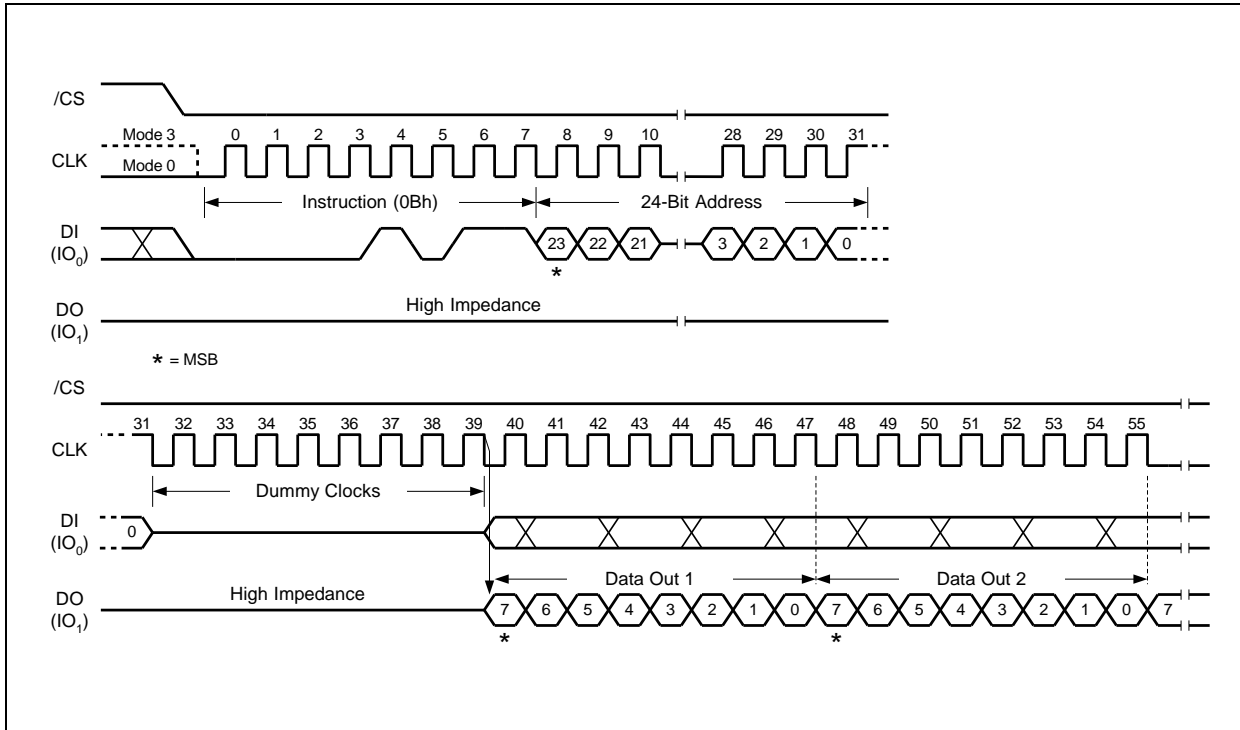 /CS
Mode 3
0 1 2 3 4 5 6 7 8 9 10 28 29 30 31
CLK
Mode 0
Instruction (0Bh) 24-Bit Address
DI
(IO0)
23 22 21 3 2 1 0
*
High Impedance
DO
(IO1)
* = MSB
/CS
31 32 33 34 35 36 37 38 39 40 41 42 43 44 45 46 47 48 49 50 51 52 53 54 55
CLK
Dummy Clocks
DI
(IO0)
0
Data Out 1 Data Out 2
High Impedance
DO
(IO1)
7 6 5 4 3 2 1 0 7 6 5 4 3 2 1 0 7
* *